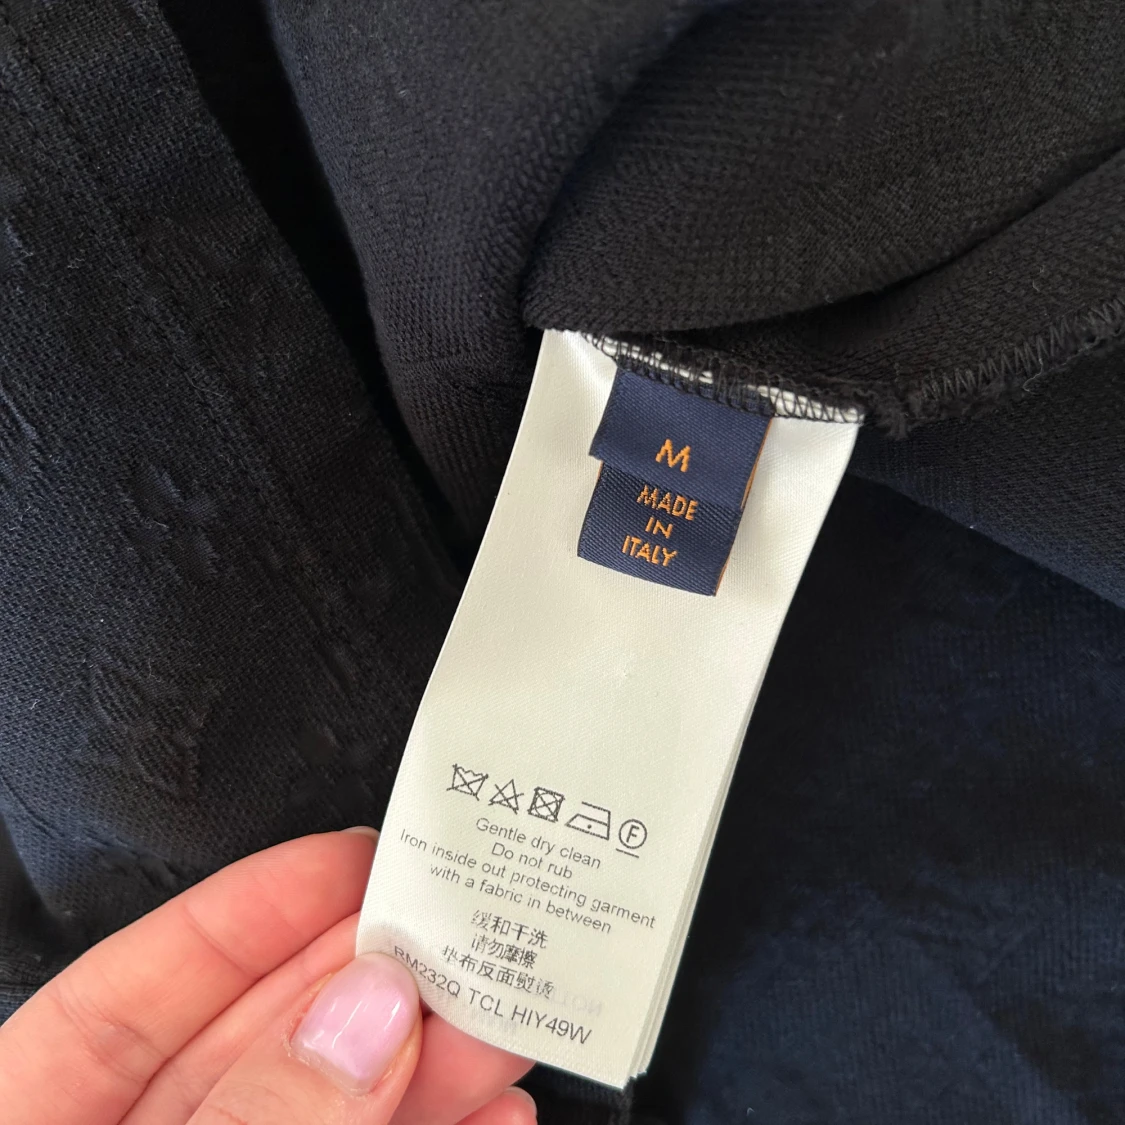 M
MADE
IN
ITALY
F
Gentle dry clean
Do not rub
Iron inside out protecting garment
with a fabric in between
缓和干洗
请勿摩擦
垫布反面熨烫
RM232Q TCL HIY49W